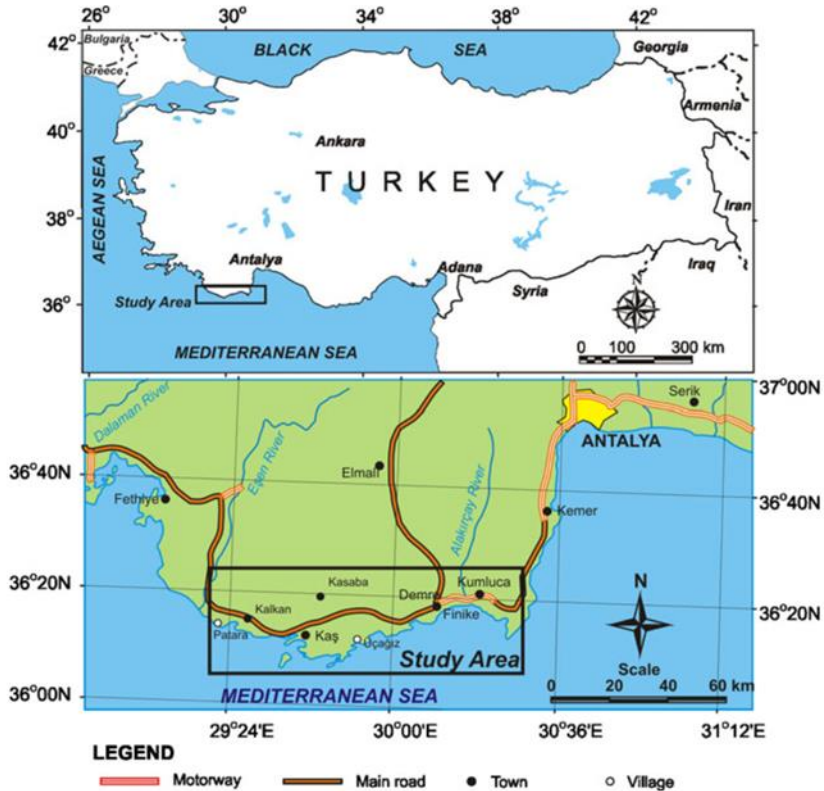 26° 30° 34° 38° 42°
42°
40°
38°
36°
Bulgaria
Greece
BLACK SEA
Georgia
Armenia
Iran
Iraq
Syria
AEGEAN SEA
Ankara
TURKEY
Antalya
Adana
Study Area
MEDITERRANEAN SEA
N
0 100 200 300 km
37°00N
36°40N
36°20N
36°40N
36°20N
36°00N
Dalaman River
Eşen River
Alakırçay River
Serik
ANTALYA
Elmalı
Fethiye
Kemer
Kasaba
Kumluca
Demre
Kalkan
Finike
Patara
Kaş
Uçağız
Study Area
N
Scale
0 20 40 60 km
MEDITERRANEAN SEA
29°24'E 30°00'E 30°36'E 31°12'E
LEGEND
Motorway Main road Town Village